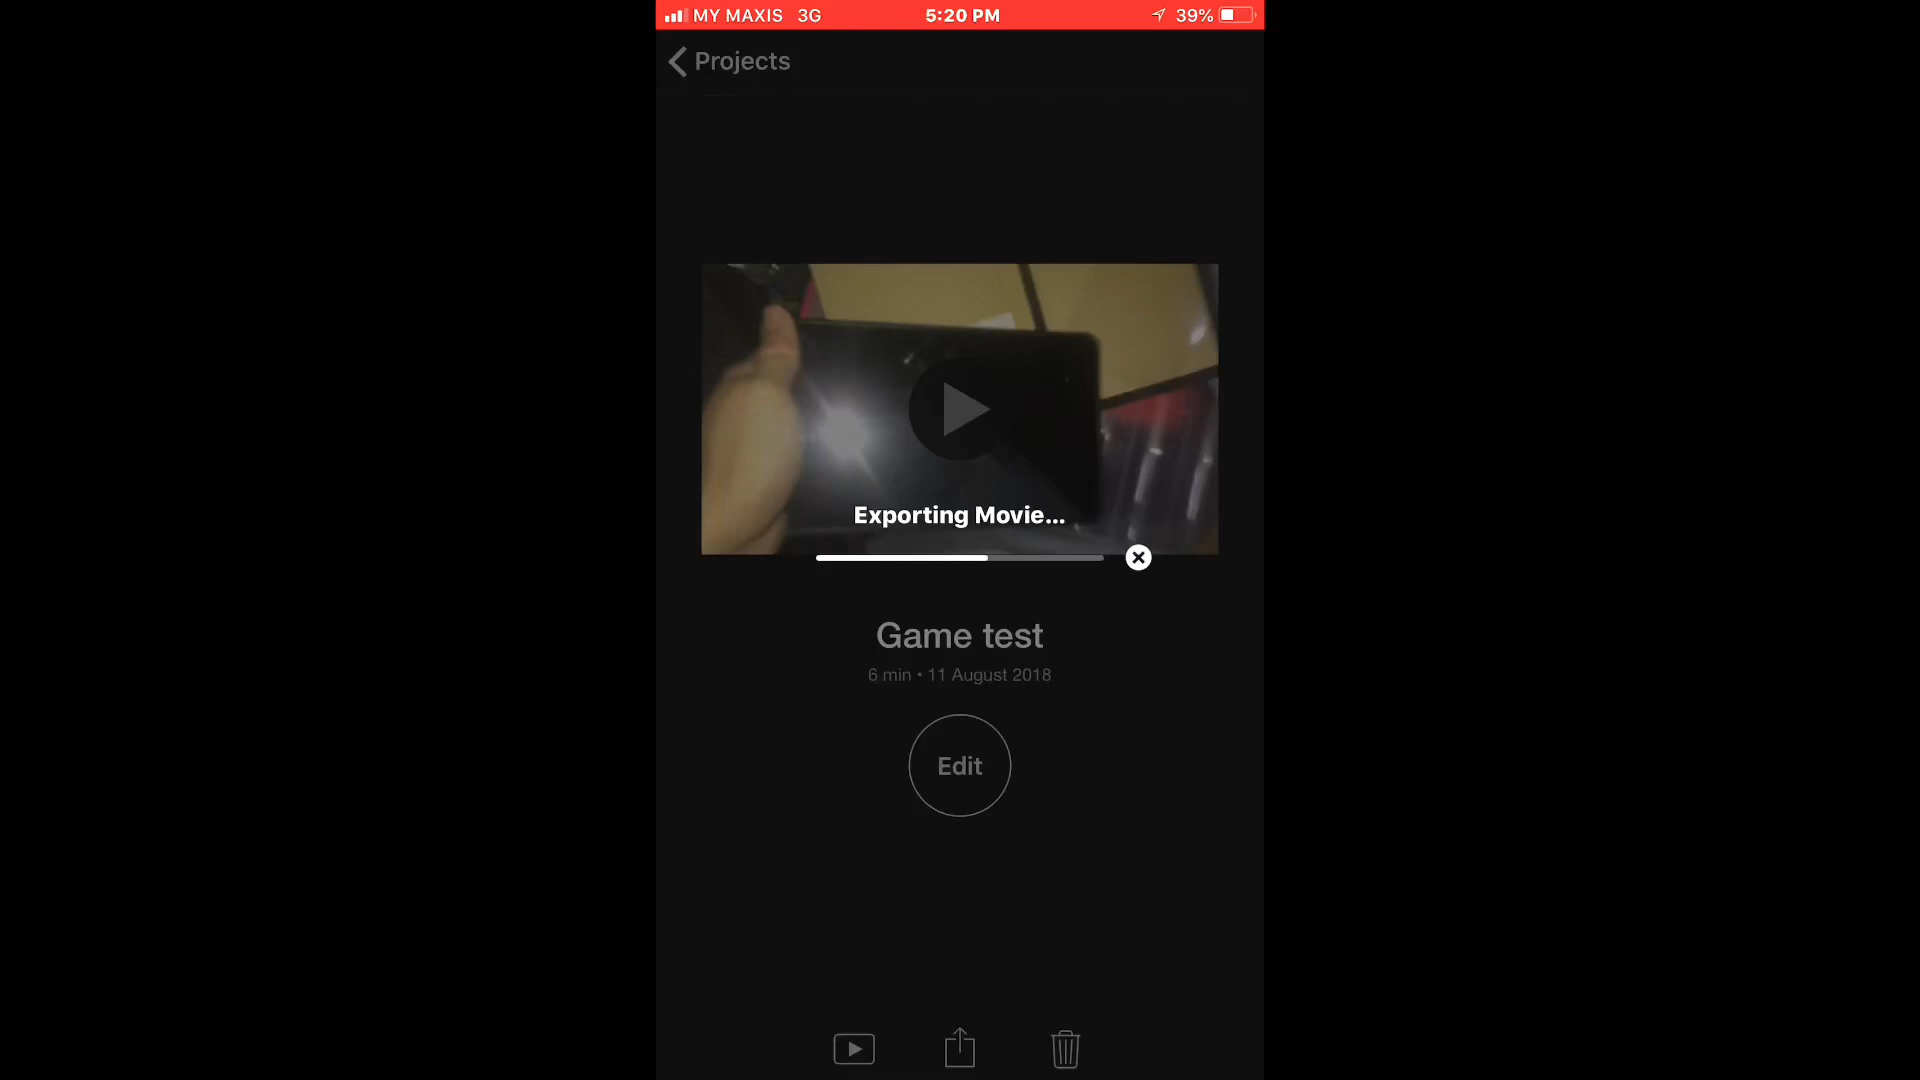 MY MAXIS 3G 5:20 PM 39%
Projects
Exporting Movie...
Game test
6 min • 11 August 2018
Edit